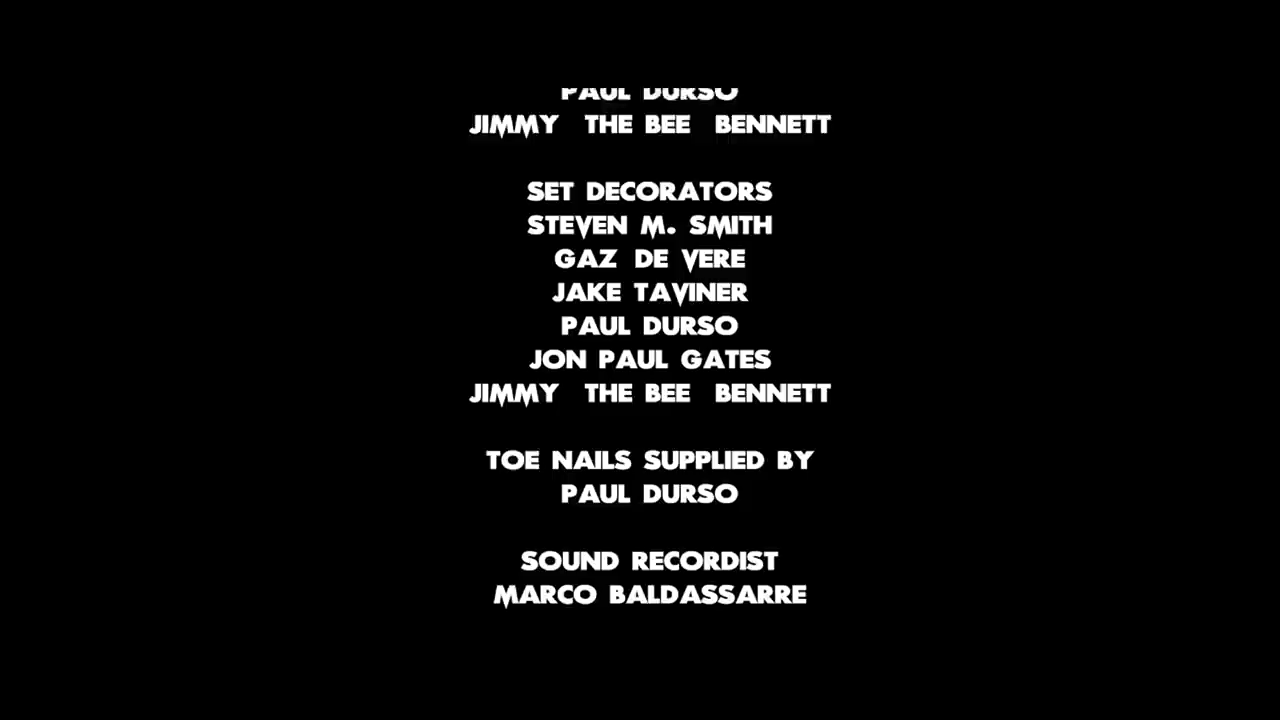 PAUL DURSO
JIMMY THE BEE BENNETT
SET DECORATORS
STEVEN M. SMITH
GAZ DE VERE
JAKE TAVINER
PAUL DURSO
JON PAUL GATES
JIMMY THE BEE BENNETT
TOE NAILS SUPPLIED BY
PAUL DURSO
SOUND RECORDIST
MARCO BALDASSARRE